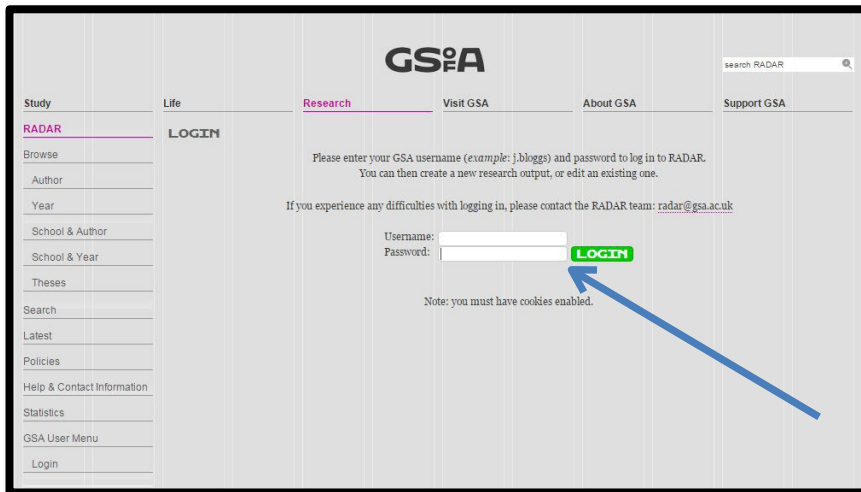 GSOFA
search RADAR
Study Life Research Visit GSA About GSA Support GSA
RADAR
Browse
Author
Year
School & Author
School & Year
Theses
Search
Latest
Policies
Help & Contact Information
Statistics
GSA User Menu
Login
LOGIN
Please enter your GSA username (example: j.bloggs) and password to log in to RADAR.
You can then create a new research output, or edit an existing one.
If you experience any difficulties with logging in, please contact the RADAR team: radar@gsa.ac.uk
Username:
Password: LOGIN
Note: you must have cookies enabled.